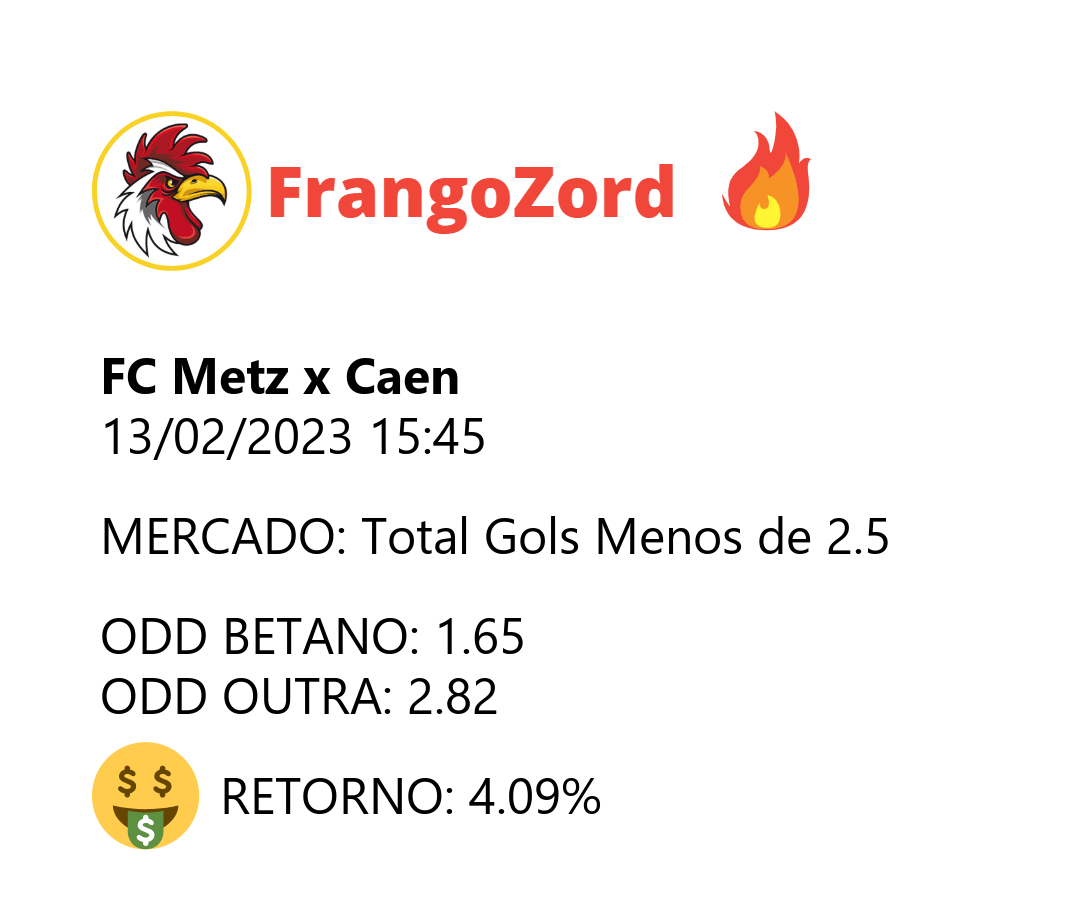 FrangoZord
FC Metz x Caen
13/02/2023 15:45
MERCADO: Total Gols Menos de 2.5
ODD BETANO: 1.65
ODD OUTRA: 2.82
RETORNO: 4.09%